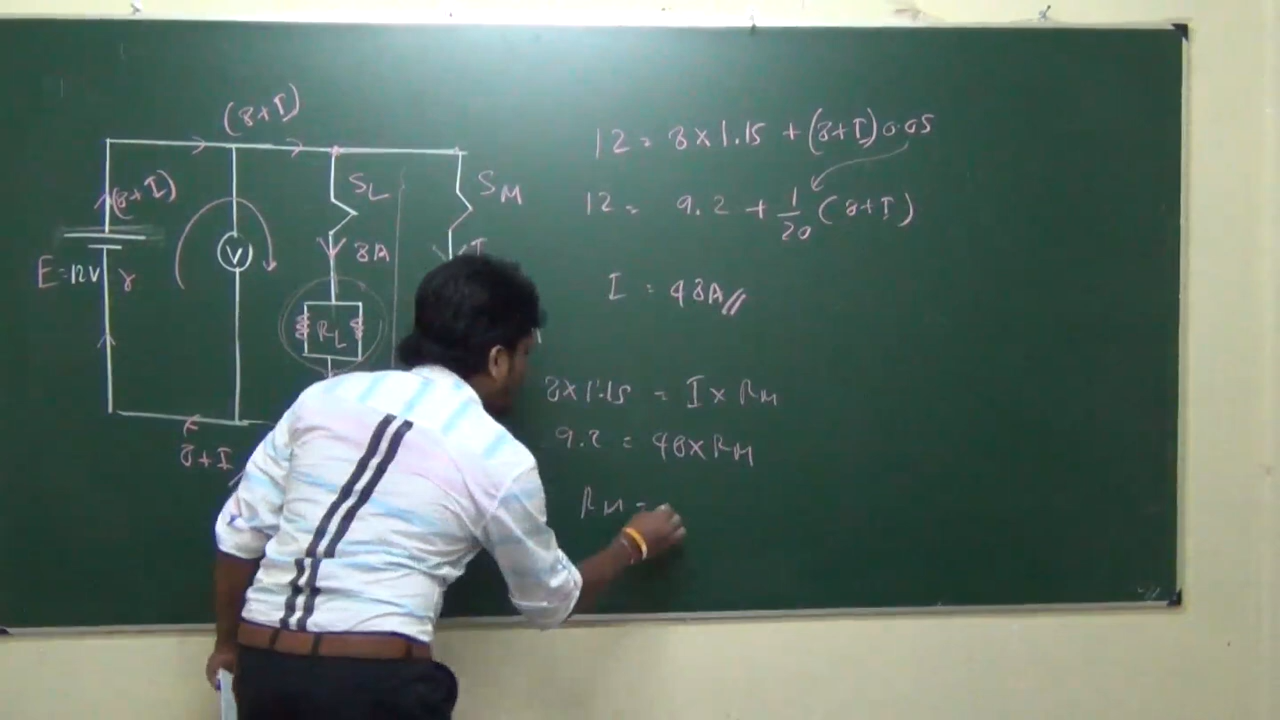 (8+I)
(8+I)
S_L
S_M
8A
I
E=12V
r
V
R_L
8+I
12 = 8×1.15 + (8+I)0.05
12 = 9.2 + 1/20 (8+I)
I = 48A//
8×1.15 = I × R_M
9.2 = 48×R_M
R_M =